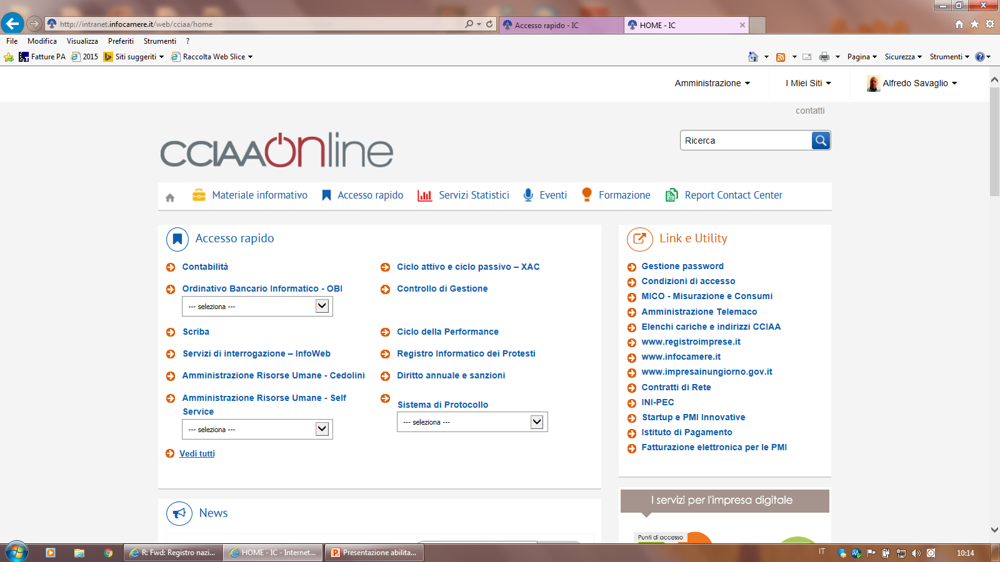 http://intranet.infocamere.it/web/cciaa/home
Accesso rapido - IC
HOME - IC
File Modifica Visualizza Preferiti Strumenti ?
Fatture PA 2015 Siti suggeriti Raccolta Web Slice
Pagina Sicurezza Strumenti
Amministrazione I Miei Siti Alfredo Savaglio
contatti
CCIAAONline
Ricerca
Materiale informativo Accesso rapido Servizi Statistici Eventi Formazione Report Contact Center
Accesso rapido
Contabilità
Ciclo attivo e ciclo passivo – XAC
Ordinativo Bancario Informatico - OBI
--- seleziona ---
Controllo di Gestione
Scriba
Ciclo della Performance
Servizi di interrogazione – InfoWeb
Registro Informatico dei Protesti
Amministrazione Risorse Umane - Cedolini
Diritto annuale e sanzioni
Amministrazione Risorse Umane - Self
Service
--- seleziona ---
Sistema di Protocollo
--- seleziona ---
Vedi tutti
Link e Utility
Gestione password
Condizioni di accesso
MICO - Misurazione e Consumi
Amministrazione Telemaco
Elenchi cariche e indirizzi CCIAA
www.registroimprese.it
www.infocamere.it
www.impresainungiorno.gov.it
Contratti di Rete
INI-PEC
Startup e PMI Innovative
Istituto di Pagamento
Fatturazione elettronica per le PMI
News
I servizi per l'impresa digitale
Punti di accesso
R: Fwd: Registro nazi...
HOME - IC - Internet...
Presentazione abilita...
IT
10:14